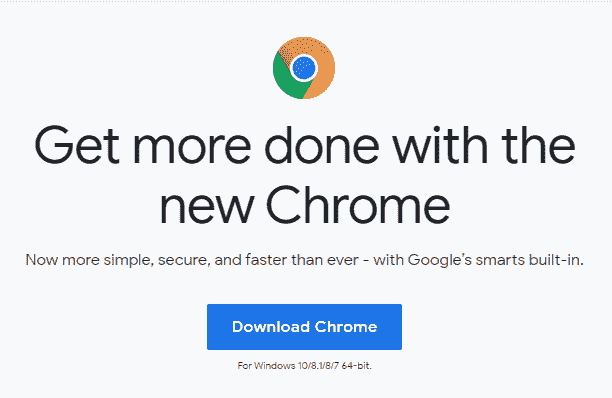 Get more done with the
new Chrome
Now more simple, secure, and faster than ever - with Google's smarts built-in.
Download Chrome
For Windows 10/8.1/8/7 64-bit.